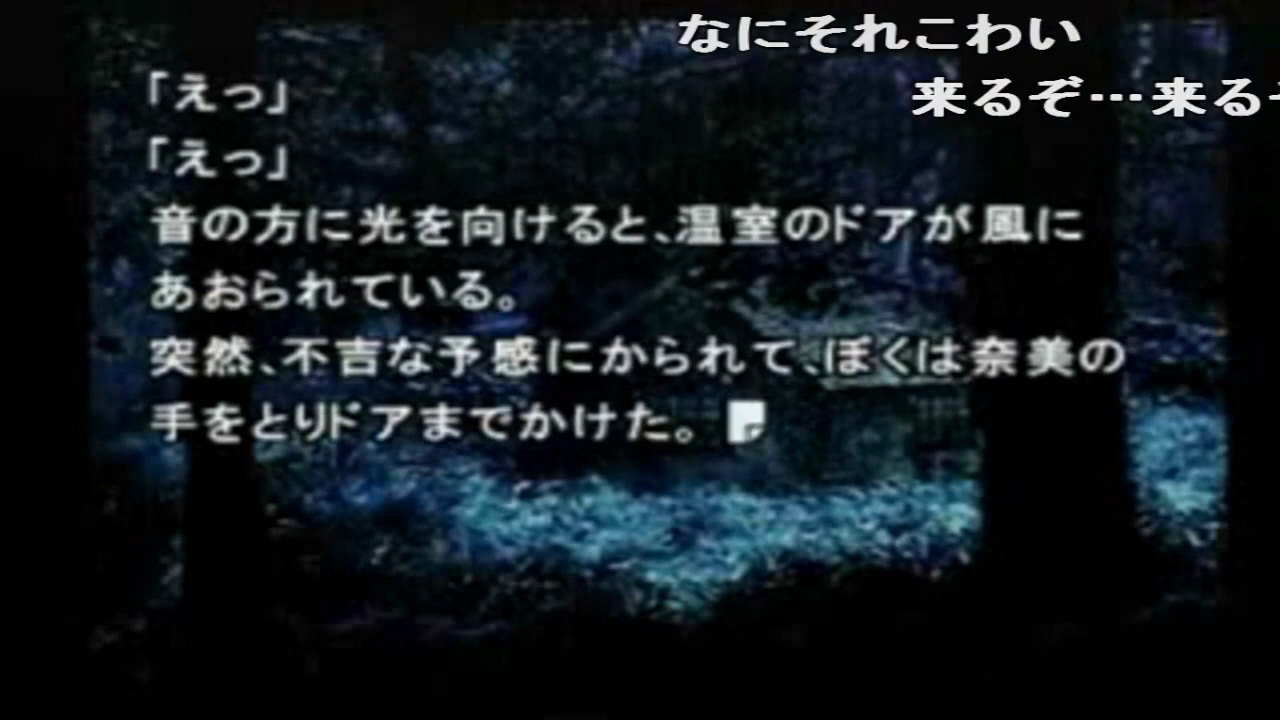 なにそれこわい
来るぞ…来る
「えっ」
「えっ」
音の方に光を向けると、温室のドアが風に
あおられている。
突然、不吉な予感にかられて、ぼくは奈美の
手をとりドアまでかけた。